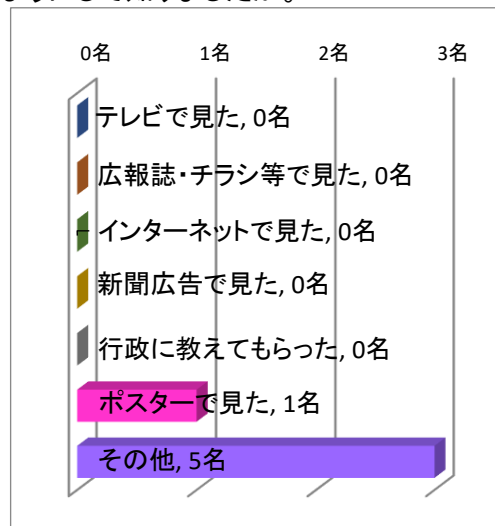 0名 1名 2名 3名
テレビで見た, 0名
広報誌・チラシ等で見た, 0名
インターネットで見た, 0名
新聞広告で見た, 0名
行政に教えてもらった, 0名
ポスターで見た, 1名
その他, 5名